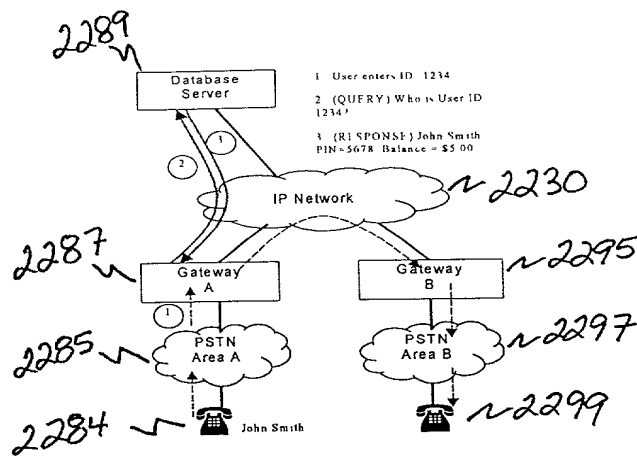 2289
Database
Server
1 User enters ID 1234
2 (QUERY) Who is User ID
1234?
3 (RESPONSE) John Smith
PIN=5678 Balance = $5.00
3
2
IP Network
2230
2287
Gateway
A
Gateway
B
2295
1
2285
PSTN
Area A
PSTN
Area B
2297
2284
John Smith
2299